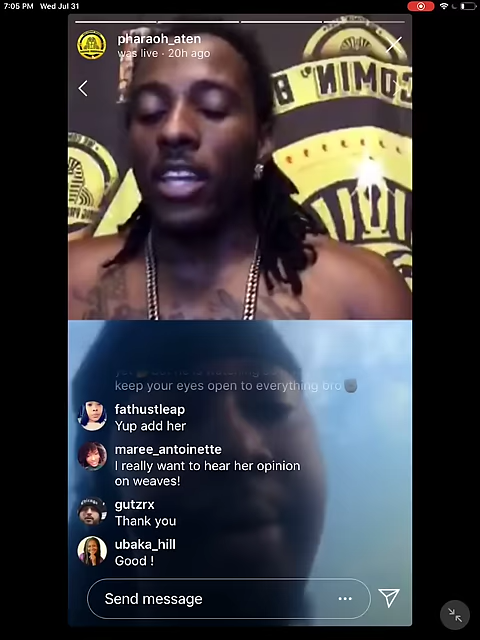 7:05 PM Wed Jul 31
pharaoh_aten
was live · 20h ago
COMIN' B
keep your eyes open to everything bro
fathustleap
Yup add her
maree_antoinette
I really want to hear her opinion
on weaves!
gutzrx
Thank you
ubaka_hill
Good !
Send message